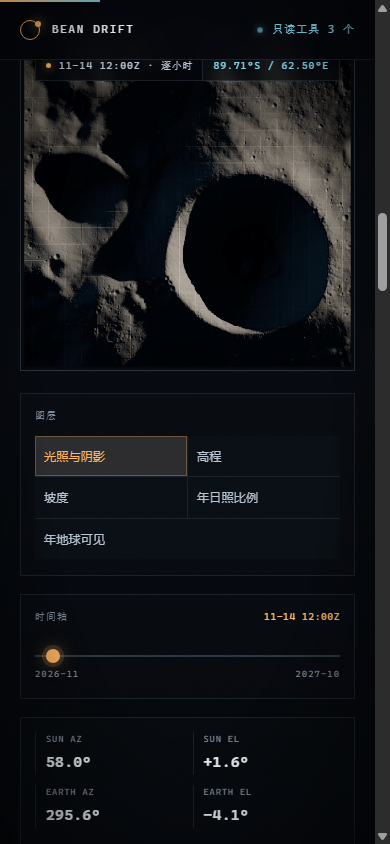 BEAN DRIFT
只读工具 3 个
11-14 12:00Z · 逐小时
89.71°S / 62.50°E
图层
光照与阴影
高程
坡度
年日照比例
年地球可见
时间轴
11-14 12:00Z
2026-11
2027-10
SUN AZ
SUN EL
58.0°
+1.6°
EARTH AZ
EARTH EL
295.6°
−4.1°